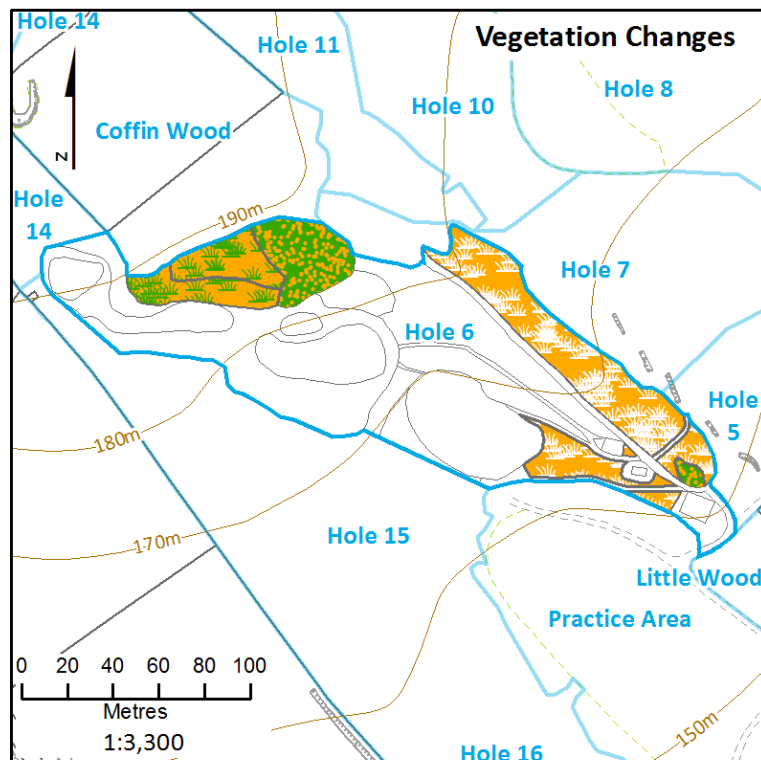 Hole 14
Hole 11
Vegetation Changes
Hole 8
Hole 10
Coffin Wood
N
Hole
14
190m
Hole 7
Hole 6
Hole
5
180m
170m
Hole 15
Little Wood
Practice Area
0 20 40 60 80 100
Metres
1:3,300
150m
Hole 16